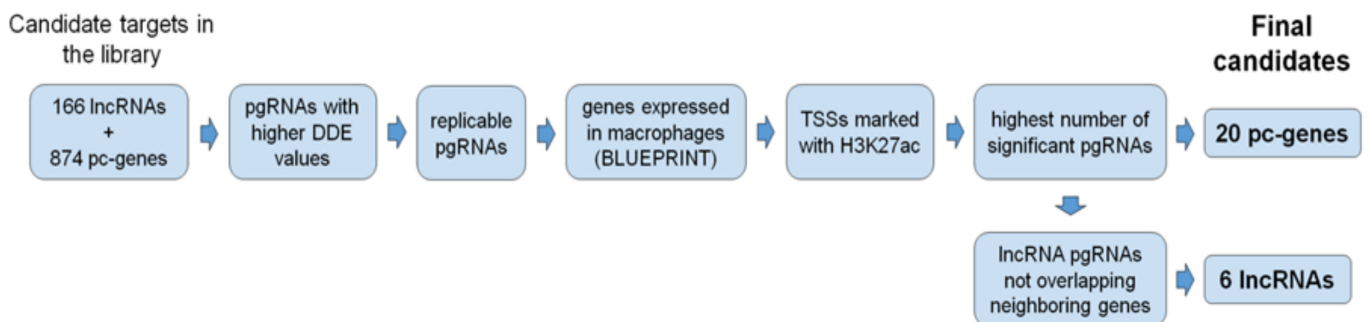 Candidate targets in
the library
166 lncRNAs
+
874 pc-genes
pgRNAs with
higher DDE
values
replicable
pgRNAs
genes expressed
in macrophages
(BLUEPRINT)
TSSs marked
with H3K27ac
highest number of
significant pgRNAs
Final
candidates
20 pc-genes
lncRNA pgRNAs
not overlapping
neighboring genes
6 lncRNAs